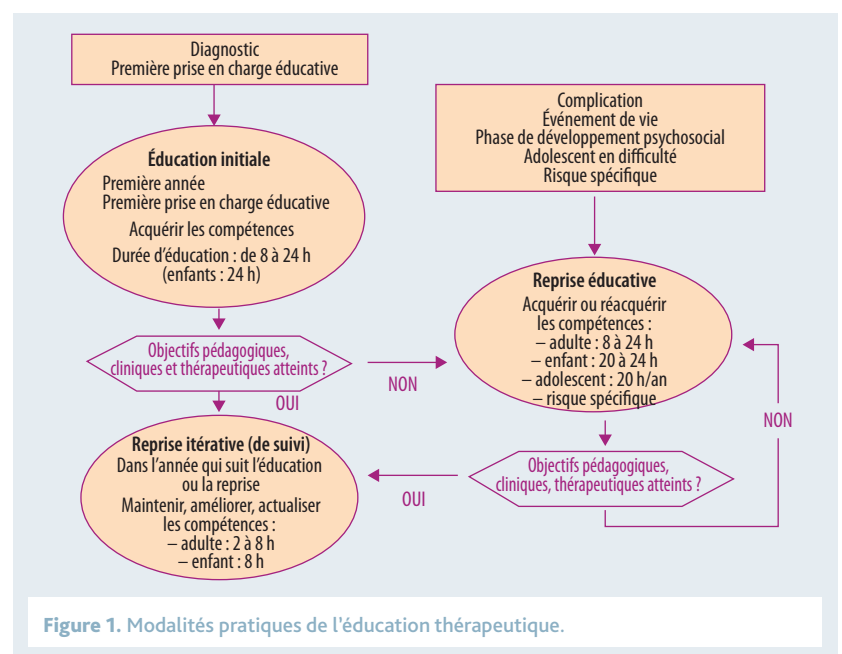 Diagnostic
Première prise en charge éducative
Complication
Événement de vie
Phase de développement psychosocial
Adolescent en difficulté
Risque spécifique
Éducation initiale
Première année
Première prise en charge éducative
Acquérir les compétences
Durée d’éducation : de 8 à 24 h
(enfants : 24 h)
Reprise éducative
Acquérir ou réacquérir
les compétences :
– adulte : 8 à 24 h
– enfant : 20 à 24 h
– adolescent : 20 h/an
– risque spécifique
Objectifs pédagogiques,
cliniques et thérapeutiques atteints ?
NON
OUI
NON
Reprise itérative (de suivi)
Dans l’année qui suit l’éducation
ou la reprise
Maintenir, améliorer, actualiser
les compétences :
– adulte : 2 à 8 h
– enfant : 8 h
OUI
Objectifs pédagogiques,
cliniques, thérapeutiques atteints ?
Figure 1. Modalités pratiques de l’éducation thérapeutique.